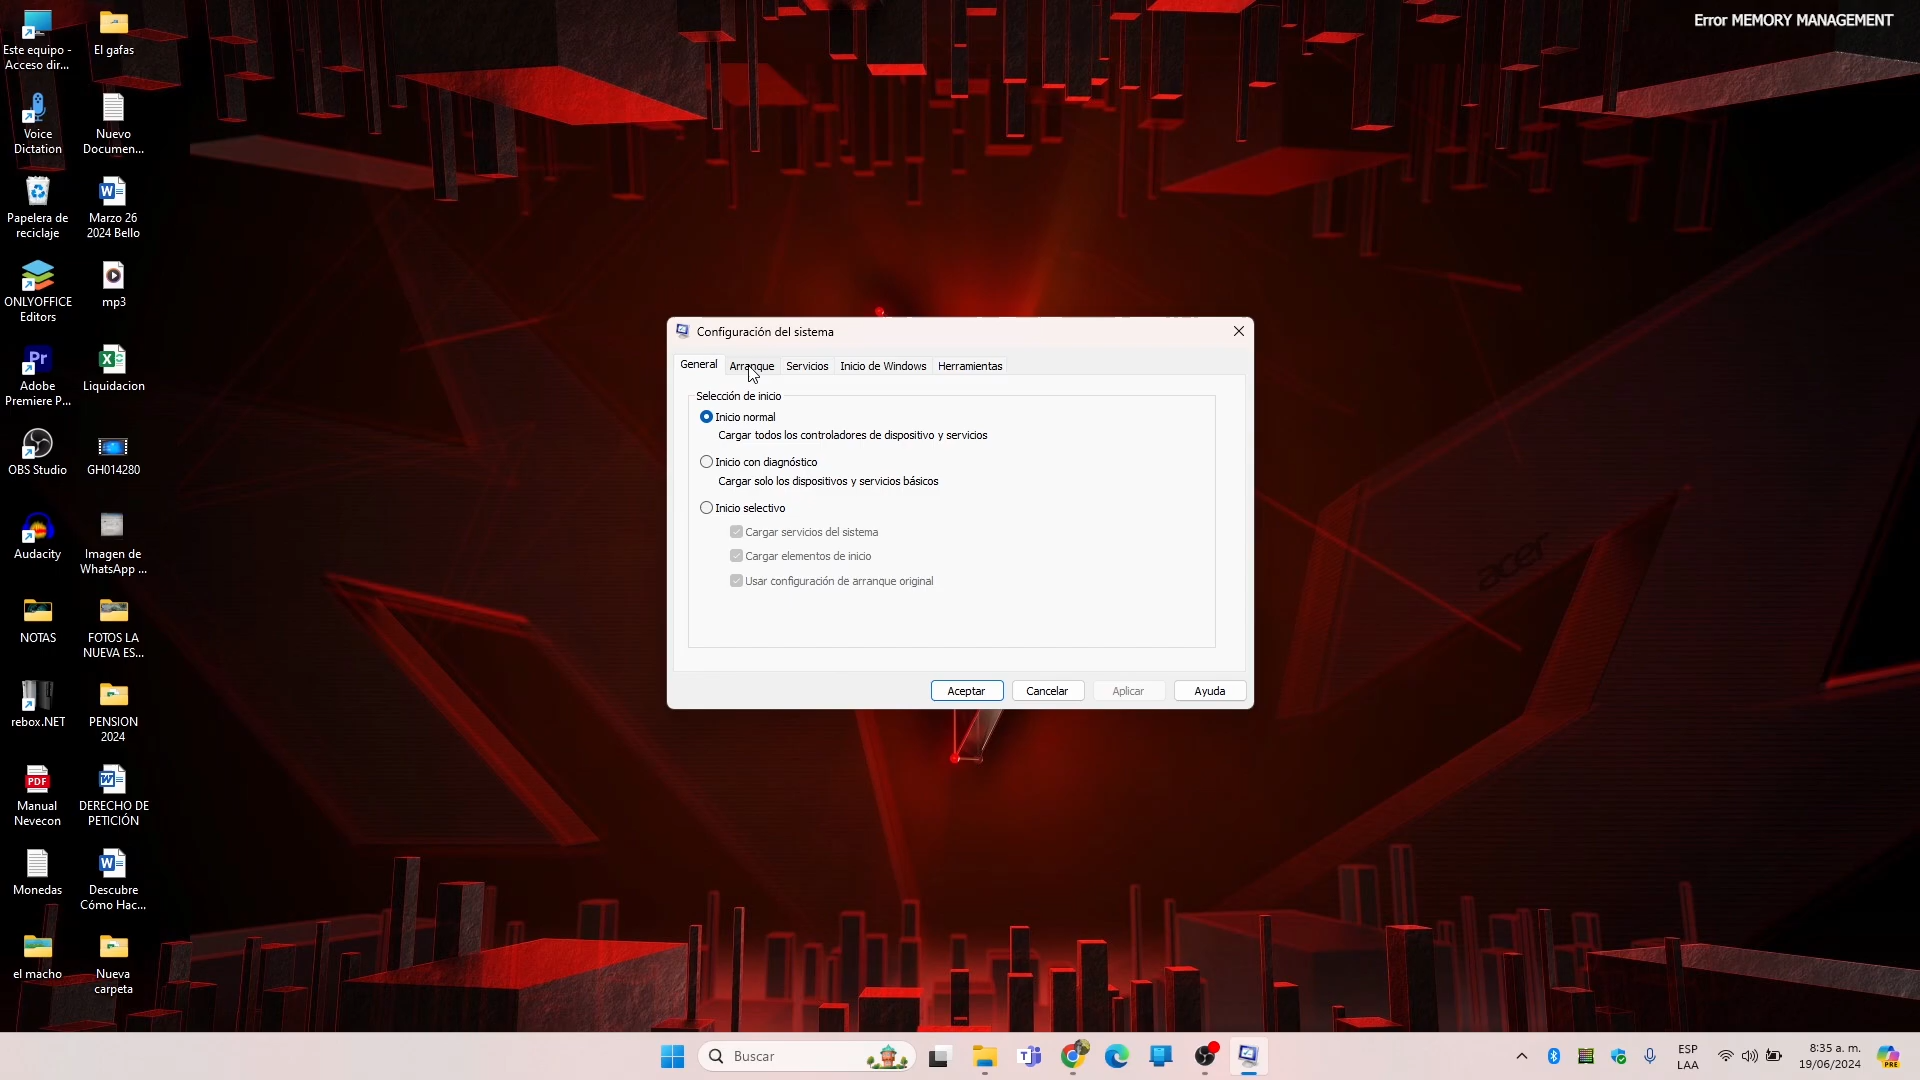 Error MEMORY MANAGEMENT
Este equipo -
Acceso dir...
El gafas
Voice
Dictation
Nuevo
Documen...
Papelera de
reciclaje
Marzo 26
2024 Bello
ONLYOFFICE
Editors
mp3
Adobe
Premiere P...
Liquidacion
OBS Studio
GH014280
Audacity
Imagen de
WhatsApp ...
NOTAS
FOTOS LA
NUEVA ES...
rebox.NET
PENSION
2024
Manual
Nevecon
DERECHO DE
PETICIÓN
Monedas
Descubre
Cómo Hac...
el macho
Nueva
carpeta
Configuración del sistema
General
Arranque
Servicios
Inicio de Windows
Herramientas
Selección de inicio
Inicio normal
Cargar todos los controladores de dispositivo y servicios
Inicio con diagnóstico
Cargar solo los dispositivos y servicios básicos
Inicio selectivo
Cargar servicios del sistema
Cargar elementos de inicio
Usar configuración de arranque original
Aceptar
Cancelar
Aplicar
Ayuda
acer
Buscar
ESP
LAA
8:35 a. m.
19/06/2024
PRE